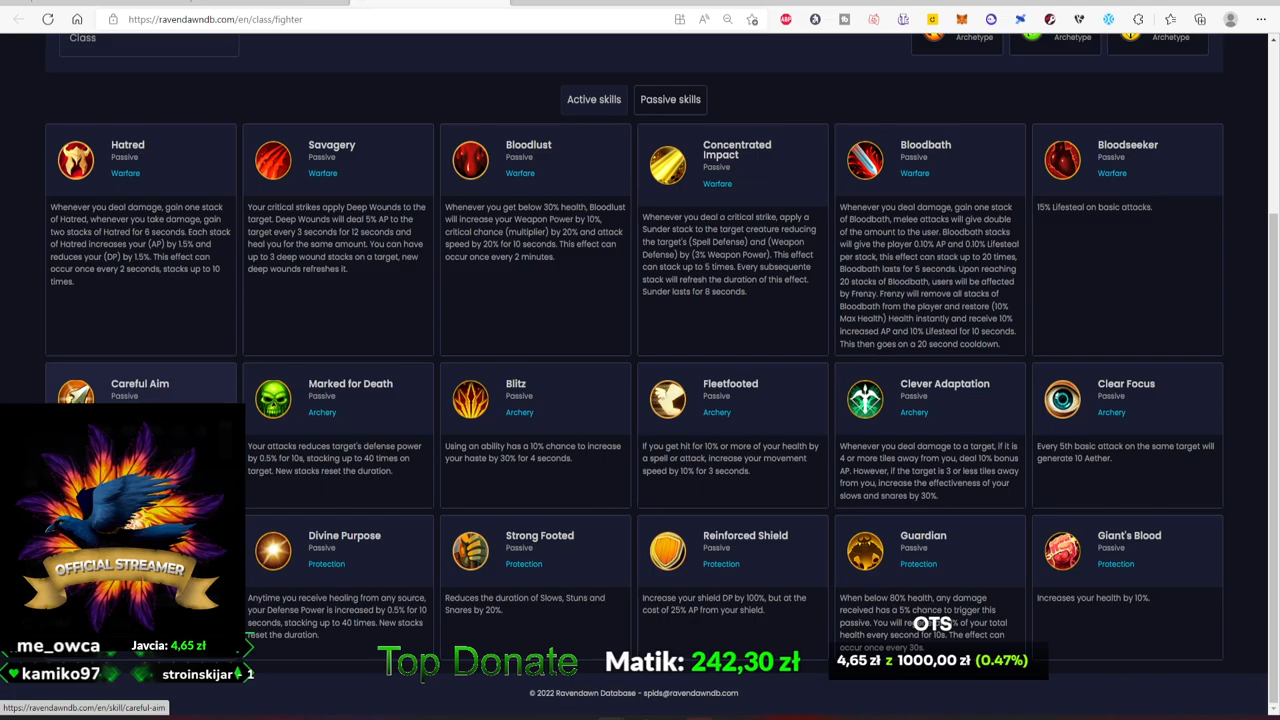 https://ravendawndb.com/en/class/fighter
Class
Archetype
Archetype
Archetype
Active skills
Passive skills
Hatred
Passive
Warfare
Whenever you deal damage, gain one stack
of Hatred, whenever you take damage, gain
two stacks of Hatred for 6 seconds. Each stack
of Hatred increases your (AP) by 1.5% and
reduces your (DP) by 1.5%. This effect can
occur once every 2 seconds, stacks up to 10
times.
Savagery
Passive
Warfare
Your critical strikes apply Deep Wounds to the
target. Deep Wounds will deal 5% AP to the
target every 3 seconds for 12 seconds and
heal you for the same amount. You can have
up to 3 deep wound stacks on a target, new
deep wounds refreshes it.
Bloodlust
Passive
Warfare
Whenever you get below 30% health, Bloodlust
will increase your Weapon Power by 10%,
critical chance (multiplier) by 20% and attack
speed by 20% for 10 seconds. This effect can
occur once every 2 minutes.
Concentrated
Impact
Passive
Warfare
Whenever you deal a critical strike, apply a
Sunder stack to the target creature reducing
the target's (Spell Defense) and (Weapon
Defense) by (3% Weapon Power). This effect
can stack up to 5 times. Every subsequente
stack will refresh the duration of this effect.
Sunder lasts for 8 seconds.
Bloodbath
Passive
Warfare
Whenever you deal damage, gain one stack
of Bloodbath, melee attacks will give double
of the amount to the user. Bloodbath stacks
will give the player 0.10% AP and 0.10% Lifesteal
per stack, this effect can stack up to 20 times,
Bloodbath lasts for 5 seconds. Upon reaching
20 stacks of Bloodbath, users will be affected
by Frenzy. Frenzy will remove all stacks of
Bloodbath from the player and restore (10%
Max Health) Health instantly and receive 10%
increased AP and 10% Lifesteal for 10 seconds.
This then goes on a 20 second cooldown.
Bloodseeker
Passive
Warfare
15% Lifesteal on basic attacks.
Careful Aim
Passive
Marked for Death
Passive
Archery
Your attacks reduces target's defense power
by 0.5% for 10s, stacking up to 40 times on
target. New stacks reset the duration.
Blitz
Passive
Archery
Using an ability has a 10% chance to increase
your haste by 30% for 4 seconds.
Fleetfooted
Passive
Archery
If you get hit for 10% or more of your health by
a spell or attack, increase your movement
speed by 10% for 3 seconds.
Clever Adaptation
Passive
Archery
Whenever you deal damage to a target, if it is
4 or more tiles away from you, deal 10% bonus
AP. However, if the target is 3 or less tiles away
from you, increase the effectiveness of your
slows and snares by 30%.
Clear Focus
Passive
Archery
Every 5th basic attack on the same target will
generate 10 Aether.
Divine Purpose
Passive
Protection
Anytime you receive healing from any source,
your Defense Power is increased by 0.5% for 10
seconds, stacking up to 40 times. New stacks
reset the duration.
Strong Footed
Passive
Protection
Reduces the duration of Slows, Stuns and
Snares by 20%.
Reinforced Shield
Passive
Protection
Increase your shield DP by 100%, but at the
cost of 25% AP from your shield.
Guardian
Passive
Protection
When below 80% health, any damage
received has a 5% chance to trigger this
passive. You will of your total
health every second for 10s. The effect can
occur once every 30s.
Giant's Blood
Passive
Protection
Increases your health by 10%.
OFFICIAL STREAMER
me_owca
Javcia: 4,65 zł
kamiko97
stroinskijar 1
Top Donate
Matik: 242,30 zł
OTS
4,65 zł z 1000,00 zł (0.47%)
© 2022 Ravendawn Database - spids@ravendawndb.com
https://ravendawndb.com/en/skill/careful-aim